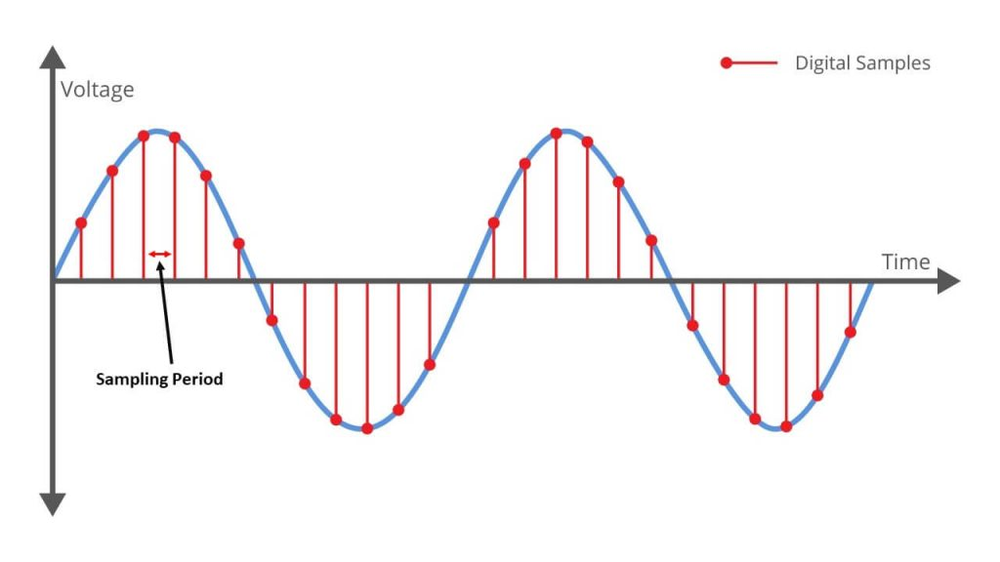 Digital Samples
Voltage
Time
Sampling Period